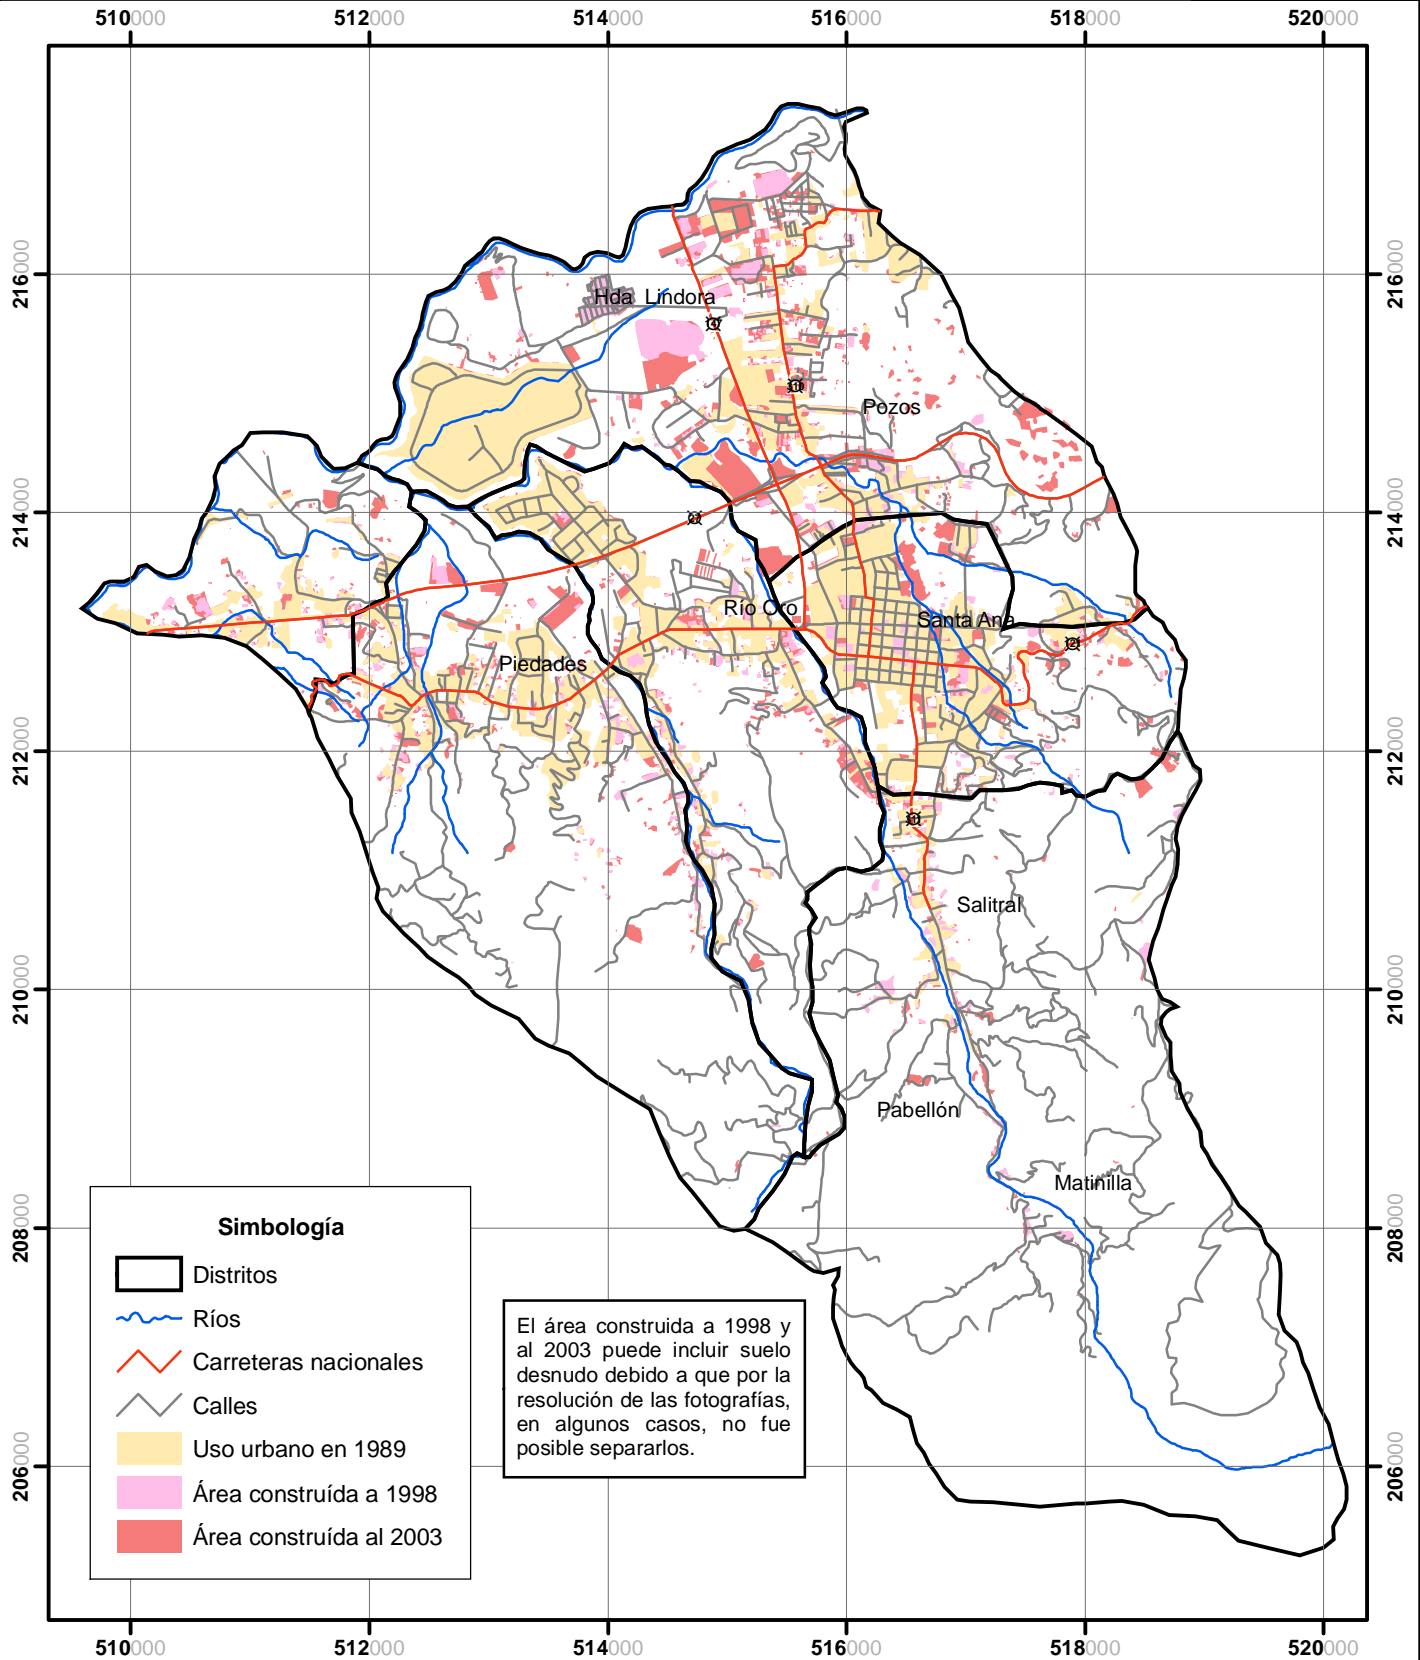 510000 512000 514000 516000 518000 520000
216000 216000
Hda Lindora
Pozos
214000 214000
Río Oro
Santa Ana
Piedades
212000 212000
Salitral
210000 210000
Pabellón
Matinilla
208000 208000
Simbología
Distritos
Ríos
Carreteras nacionales
Calles
Uso urbano en 1989
Área construída a 1998
Área construída al 2003
El área construida a 1998 y
al 2003 puede incluir suelo
desnudo debido a que por la
resolución de las fotografías,
en algunos casos, no fue
posible separarlos.
206000 206000
510000 512000 514000 516000 518000 520000